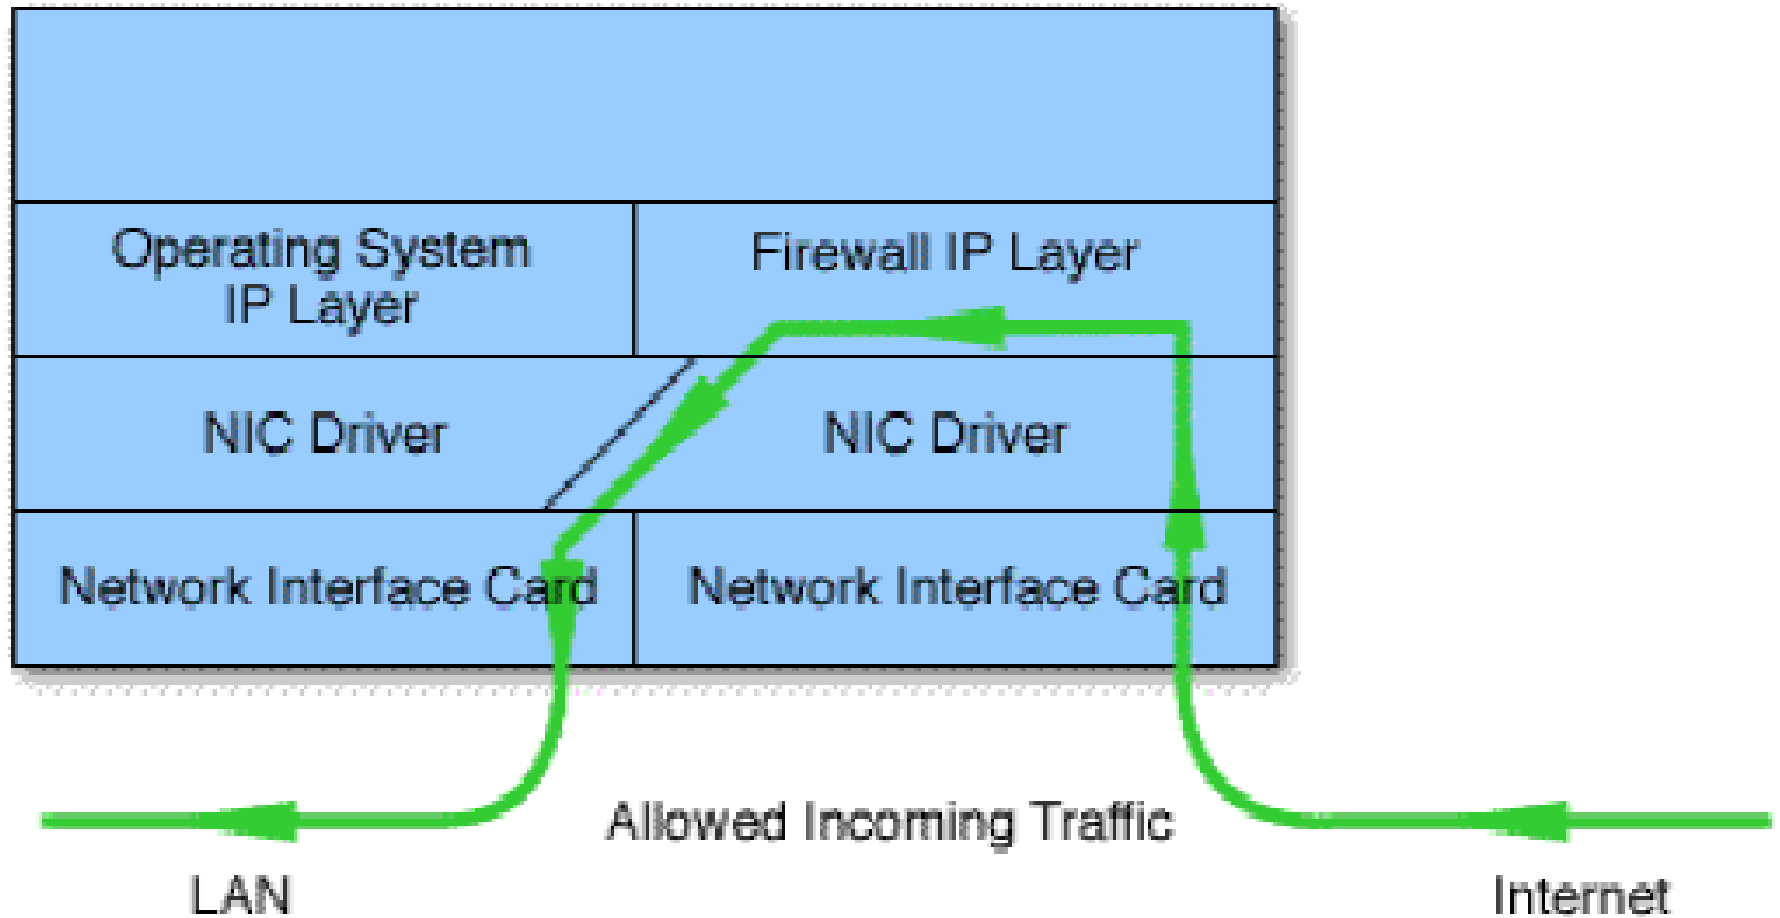 Operating System
IP Layer
Firewall IP Layer
NIC Driver
NIC Driver
Network Interface Card
Network Interface Card
Allowed Incoming Traffic
LAN
Internet